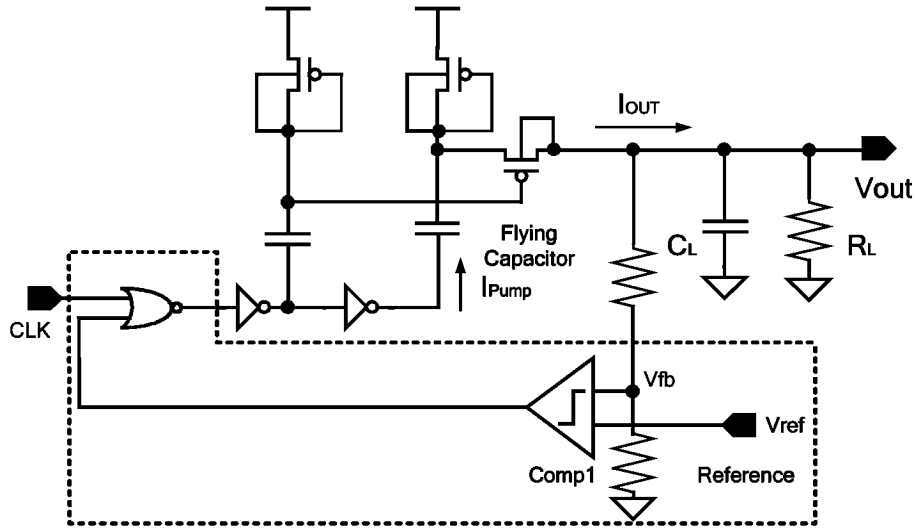 IOUT
Vout
Flying
Capacitor
CL
RL
IPump
CLK
Vfb
Vref
Comp1
Reference